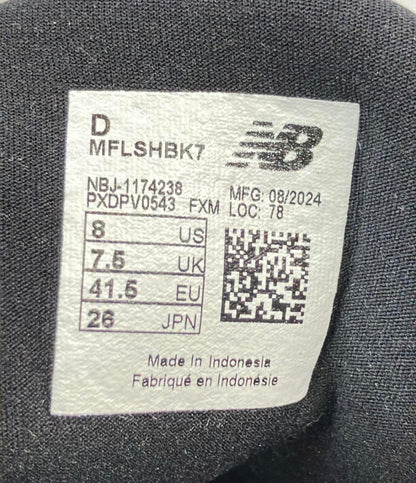 D
MFLSHBK7
NB
NBJ-1174238
PXDPV0543 FXM
MFG: 08/2024
LOC: 78
8 US
7.5 UK
41.5 EU
26 JPN
Made in Indonesia
Fabriqué en Indonésie